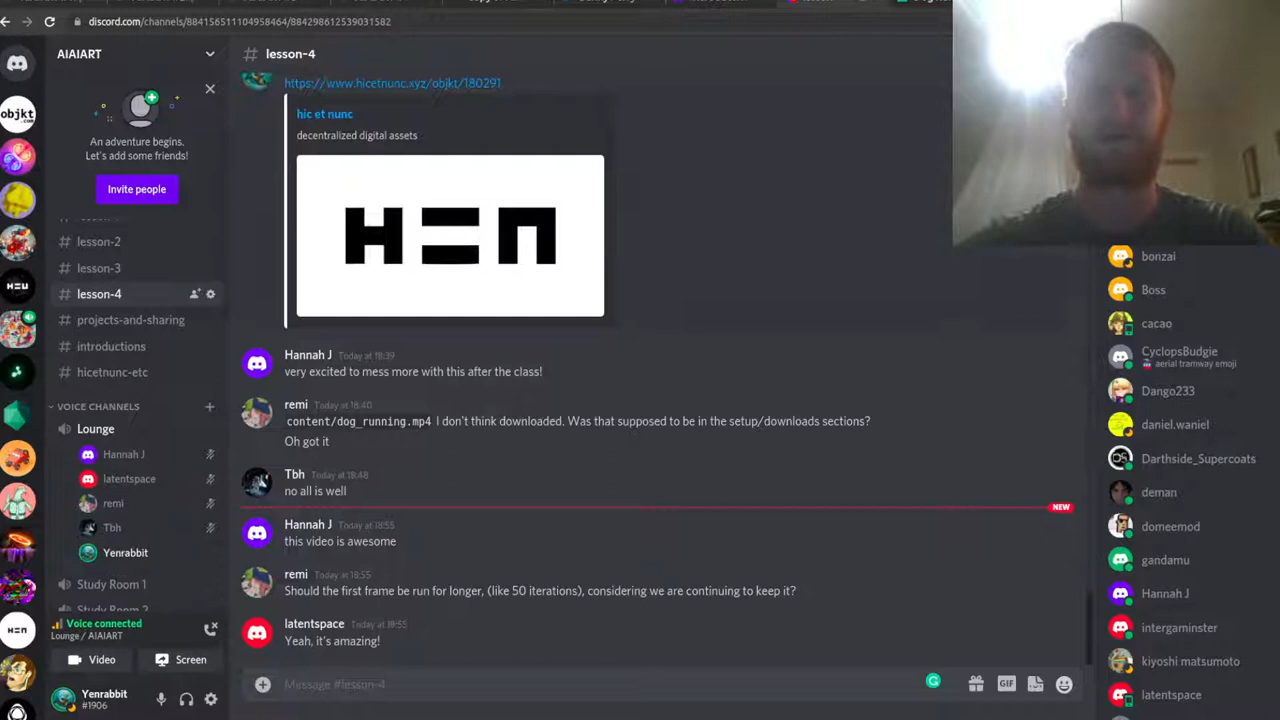 discord.com/channels/884156511104958464/884298612539031582
AIAIART
An adventure begins.
Let's add some friends!
Invite people
lesson-2
lesson-3
lesson-4
projects-and-sharing
introductions
hicetnunc-etc
VOICE CHANNELS
Lounge
Hannah J
latentspace
remi
Tbh
Yenrabbit
Study Room 1
Study Room 2
Voice connected
Lounge / AIAIART
Video
Screen
Yenrabbit
#1906
objkt
.com
# lesson-4
https://www.hicetnunc.xyz/objkt/180291
hic et nunc
decentralized digital assets
Hannah J Today at 18:39
very excited to mess more with this after the class!
remi Today at 18:40
content/dog_running.mp4 I don't think downloaded. Was that supposed to be in the setup/downloads sections?
Oh got it
Tbh Today at 18:48
no all is well
NEW
Hannah J Today at 18:55
this video is awesome
remi Today at 18:55
Should the first frame be run for longer, (like 50 iterations), considering we are continuing to keep it?
latentspace Today at 18:55
Yeah, it's amazing!
Message #lesson-4
GIF
bonzai
Boss
cacao
CyclopsBudgie
aerial tramway emoji
Dango233
daniel.waniel
Darthside_Supercoats
deman
domeemod
gandamu
Hannah J
intergaminster
kiyoshi matsumoto
latentspace